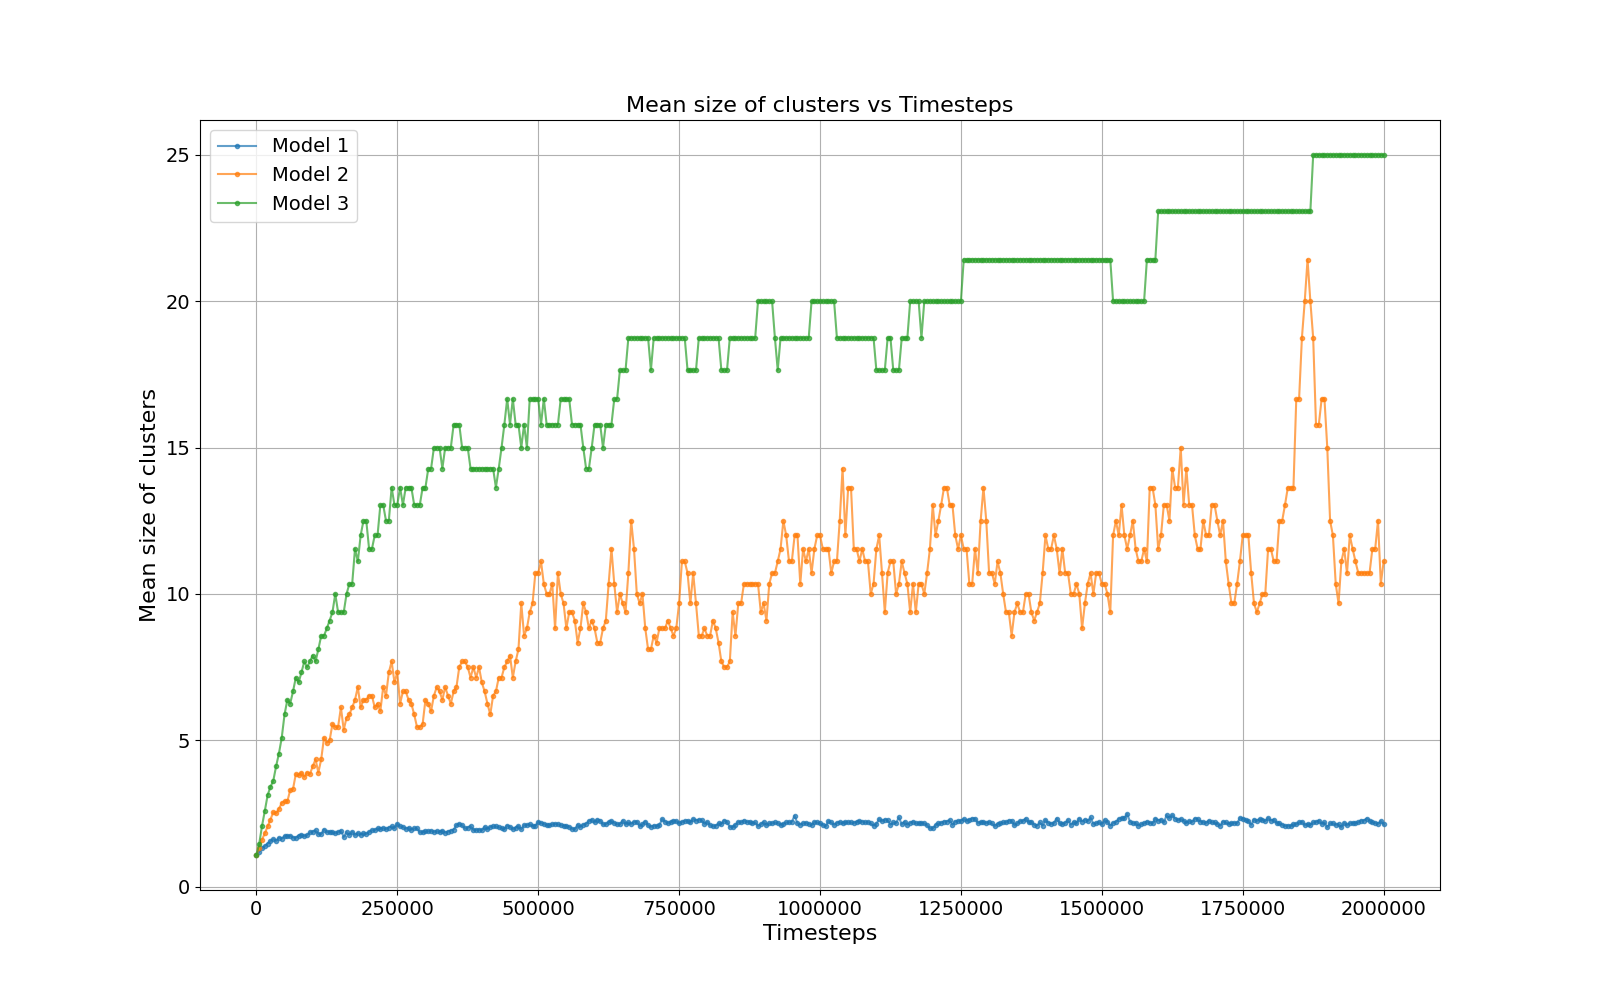 Mean size of clusters vs Timesteps
Model 1
Model 2
Model 3
Mean size of clusters
25
20
15
10
5
0
0 250000 500000 750000 1000000 1250000 1500000 1750000 2000000
Timesteps